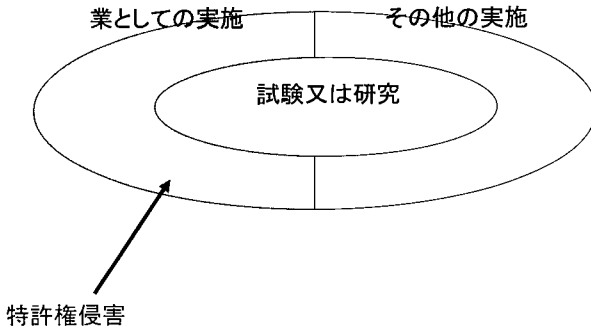 業としての実施
その他の実施
試験又は研究
特許権侵害